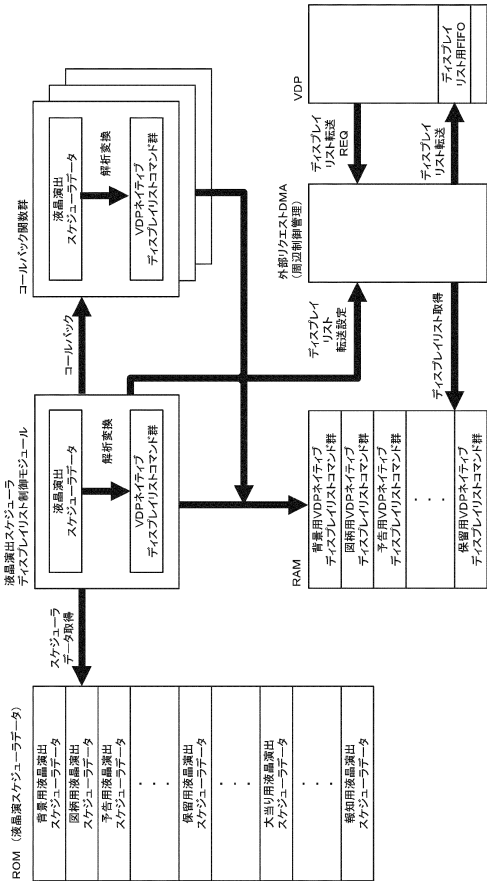 ROM （液晶演スケジューラデータ）
背景用液晶演出
スケジューラデータ
図柄用液晶演出
スケジューラデータ
予告用液晶演出
スケジューラデータ
・・・
保留用液晶演出
スケジューラデータ
・・・
大当り用液晶演出
スケジューラデータ
・・・
報知用液晶演出
スケジューラデータ
スケジューラ
データ取得
液晶演出スケジューラ
ディスプレイリスト制御モジュール
液晶演出
スケジューラデータ
解析変換
VDPネイティブ
ディスプレイリストコマンド群
コールバック
コールバック関数群
液晶演出
スケジューラデータ
解析変換
VDPネイティブ
ディスプレイリストコマンド群
RAM
背景用VDPネイティブ
ディスプレイリストコマンド群
図柄用VDPネイティブ
ディスプレイリストコマンド群
予告用VDPネイティブ
ディスプレイリストコマンド群
・・・
保留用VDPネイティブ
ディスプレイリストコマンド群
ディスプレイ
リスト
転送設定
ディスプレイリスト取得
外部リクエストDMA
（周辺制御管理）
ディスプレイ
リスト転送
REQ
ディスプレイ
リスト転送
VDP
ディスプレイ
リスト用FIFO